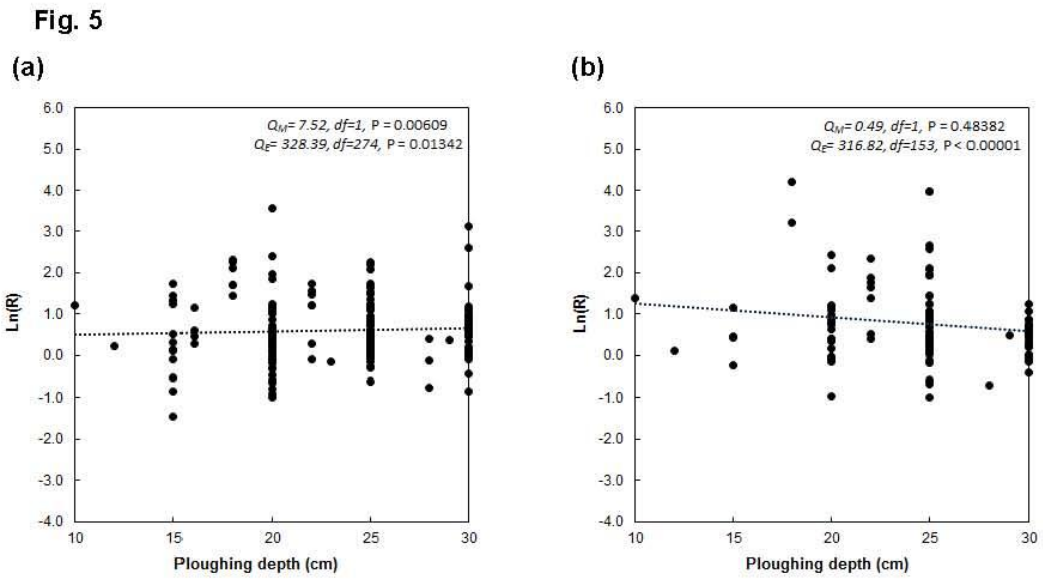 Fig. 5
(a)
6.0
5.0
4.0
3.0
2.0
1.0
0.0
-1.0
-2.0
-3.0
-4.0
Ln(R)
QM= 7.52, df=1, P = 0.00609
QE= 328.39, df=274, P = 0.01342
10 15 20 25 30
Ploughing depth (cm)
(b)
6.0
5.0
4.0
3.0
2.0
1.0
0.0
-1.0
-2.0
-3.0
-4.0
Ln(R)
QM= 0.49, df=1, P = 0.48382
QE= 316.82, df=153, P < 0.00001
10 15 20 25 30
Ploughing depth (cm)